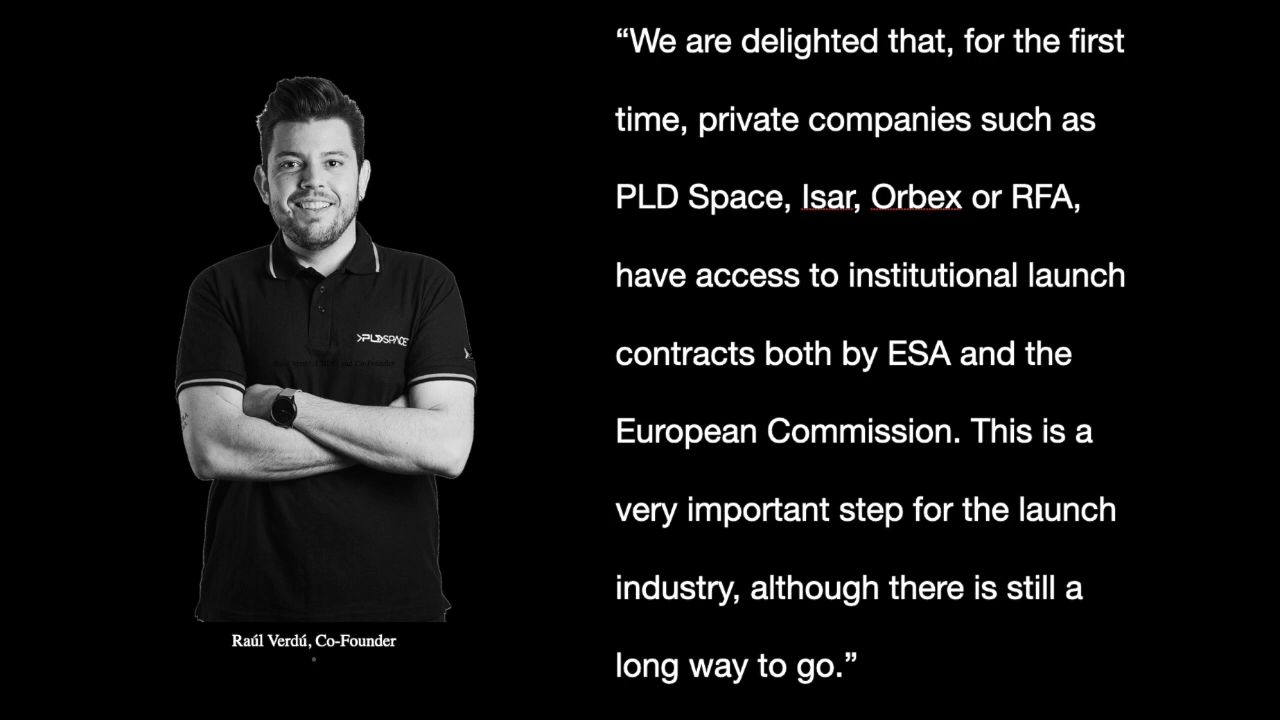 “We are delighted that, for the first
time, private companies such as
PLD Space, Isar, Orbex or RFA,
have access to institutional launch
contracts both by ESA and the
European Commission. This is a
very important step for the launch
industry, although there is still a
long way to go.”
PLD SPACE
Raúl Verdú, Co-Founder